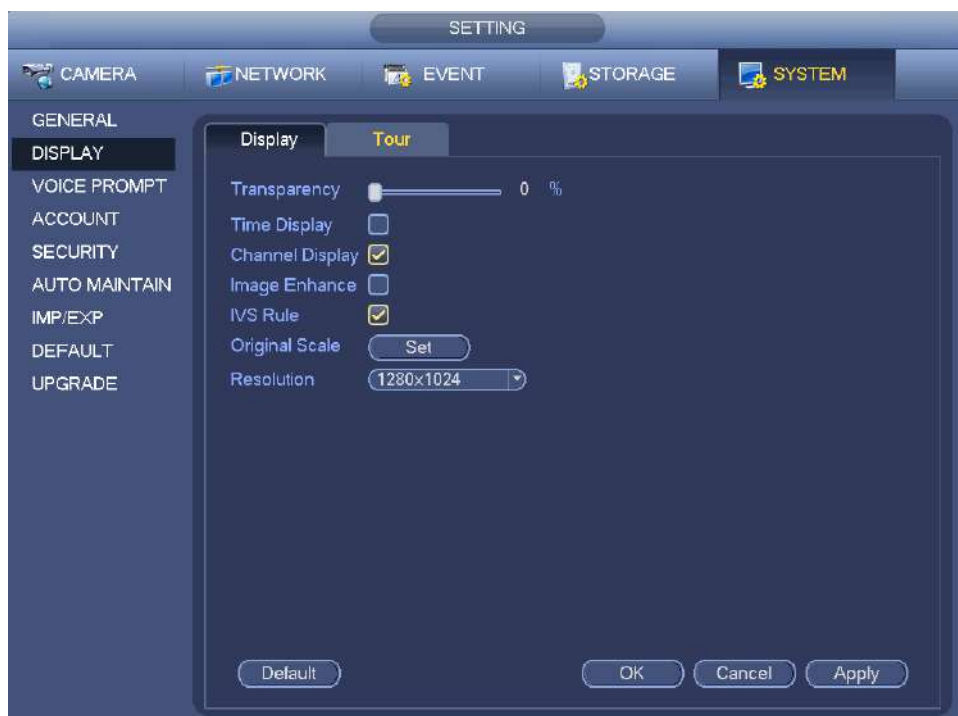 SETTING
CAMERA NETWORK EVENT STORAGE SYSTEM
GENERAL
DISPLAY
VOICE PROMPT
ACCOUNT
SECURITY
AUTO MAINTAIN
IMP/EXP
DEFAULT
UPGRADE
Display Tour
Transparency 0 %
Time Display
Channel Display
Image Enhance
IVS Rule
Original Scale Set
Resolution 1280x1024
Default OK Cancel Apply